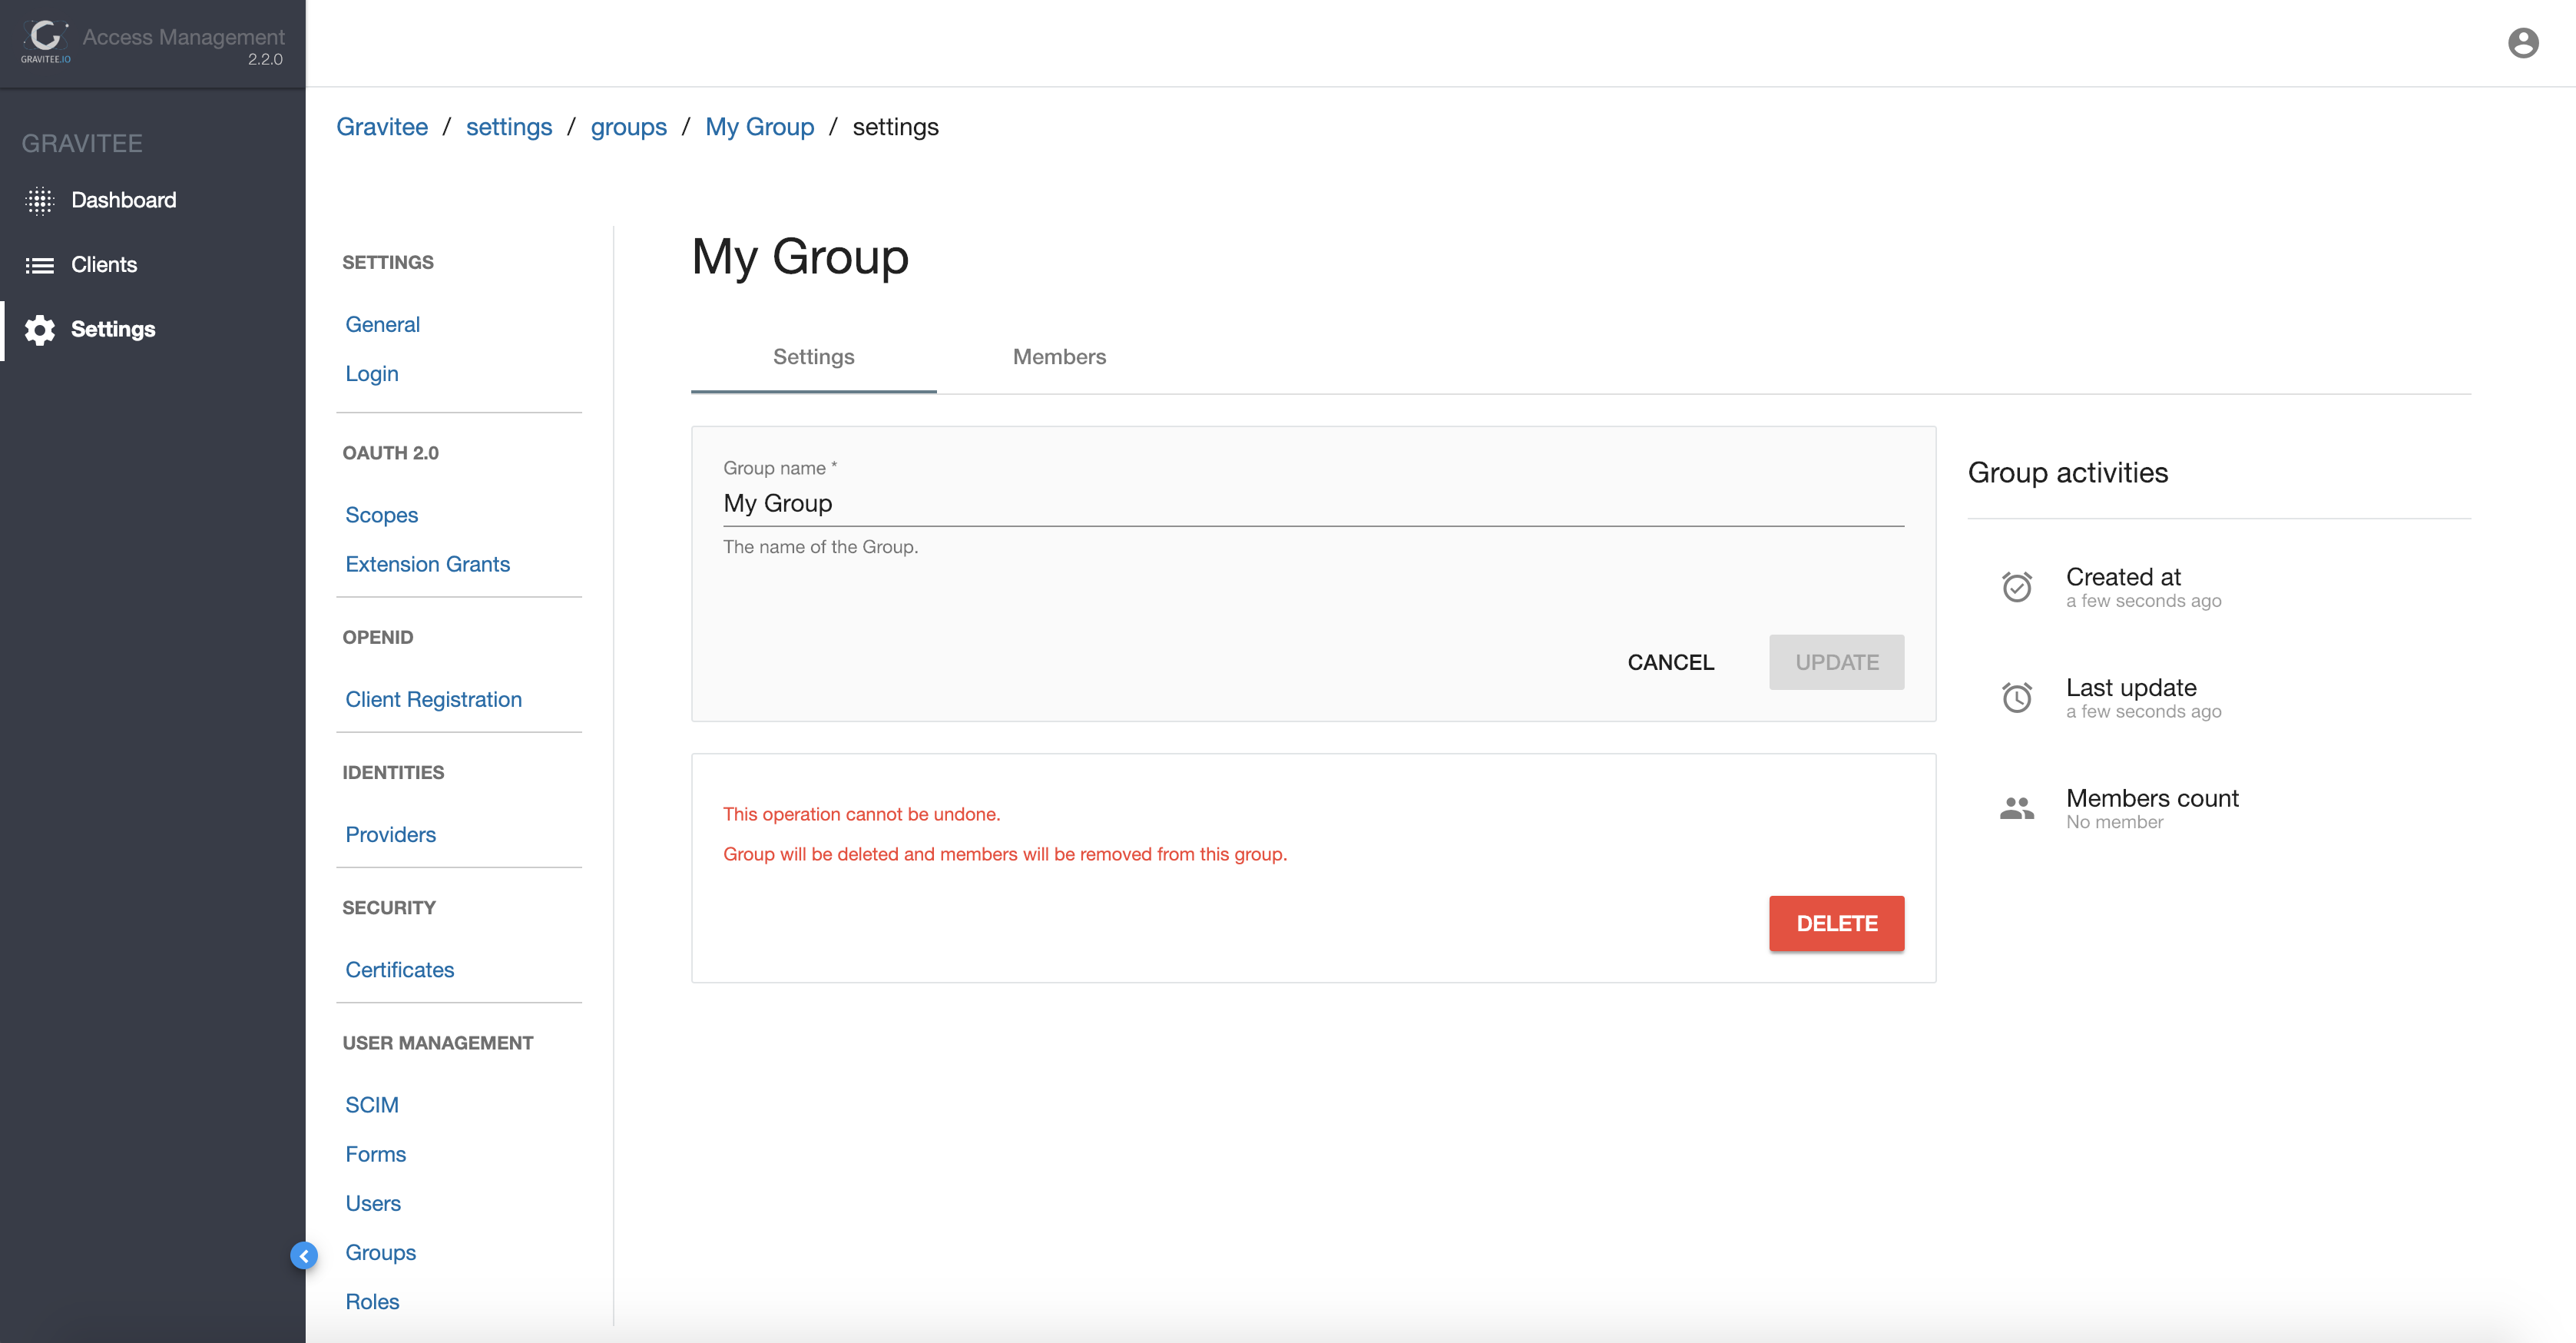 GRAVITEE.IO
Access Management
2.2.0
GRAVITEE
Dashboard
Clients
Settings
Gravitee / settings / groups / My Group / settings
SETTINGS
General
Login
OAUTH 2.0
Scopes
Extension Grants
OPENID
Client Registration
IDENTITIES
Providers
SECURITY
Certificates
USER MANAGEMENT
SCIM
Forms
Users
Groups
Roles
My Group
Settings Members
Group name *
My Group
The name of the Group.
CANCEL UPDATE
This operation cannot be undone.
Group will be deleted and members will be removed from this group.
DELETE
Group activities
Created at
a few seconds ago
Last update
a few seconds ago
Members count
No member